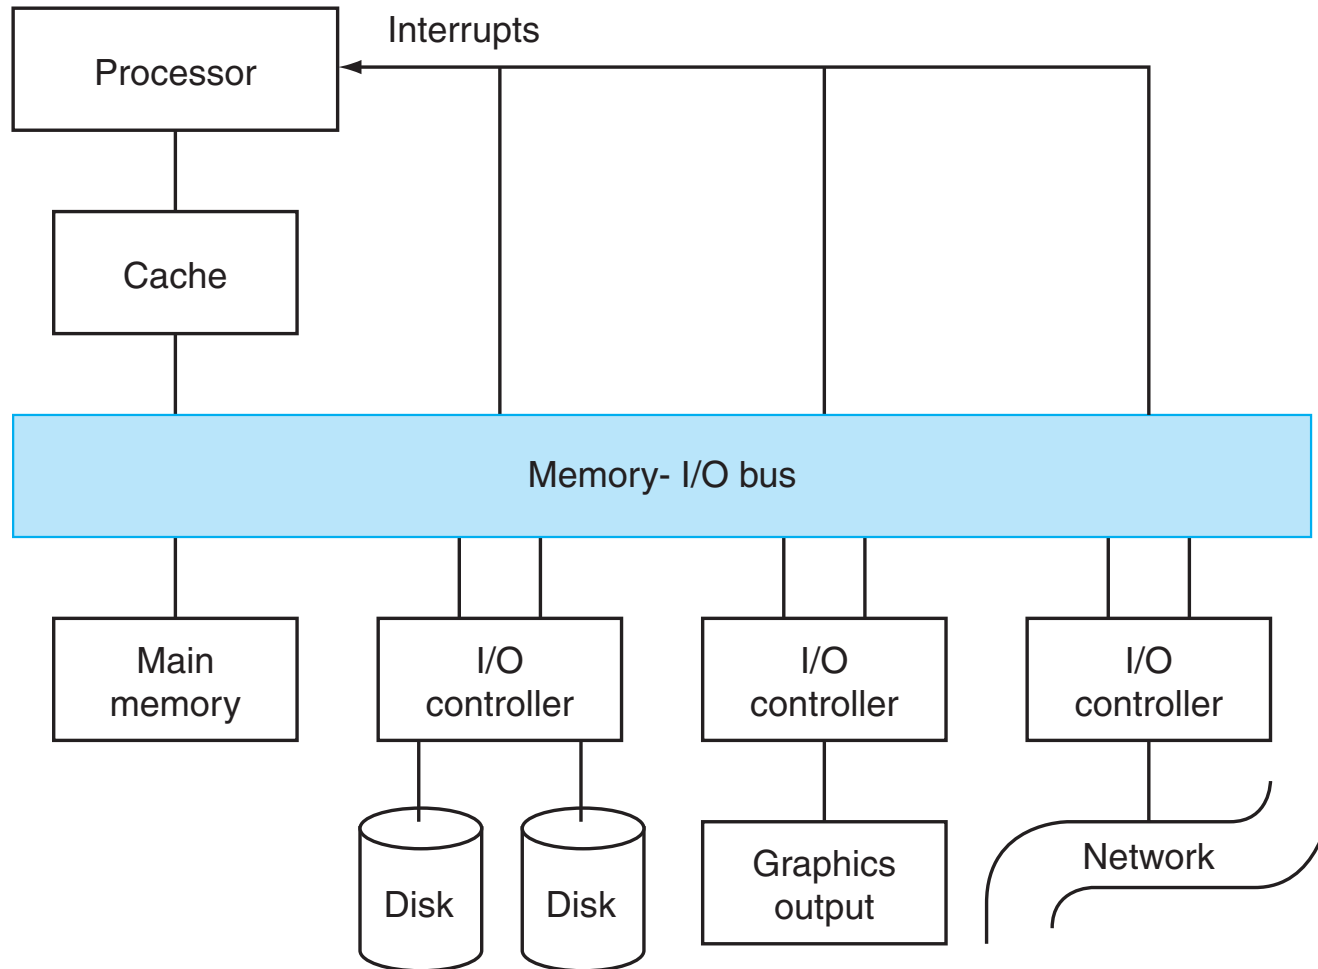 Interrupts
Processor
Cache
Memory- I/O bus
Main
memory
I/O
controller
I/O
controller
I/O
controller
Disk
Disk
Graphics
output
Network